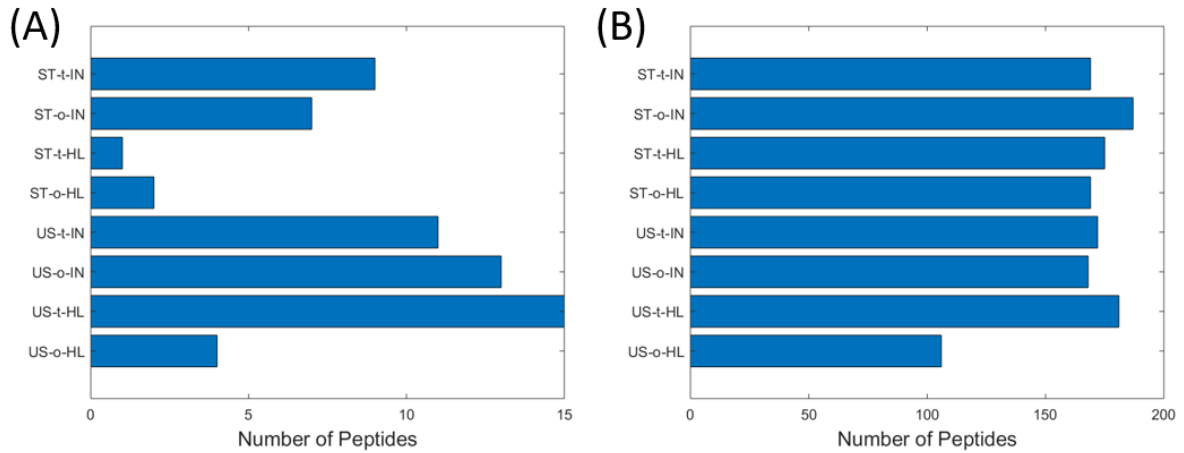 (A)
ST-t-IN
ST-o-IN
ST-t-HL
ST-o-HL
US-t-IN
US-o-IN
US-t-HL
US-o-HL
0 5 10 15
Number of Peptides
(B)
ST-t-IN
ST-o-IN
ST-t-HL
ST-o-HL
US-t-IN
US-o-IN
US-t-HL
US-o-HL
0 50 100 150 200
Number of Peptides